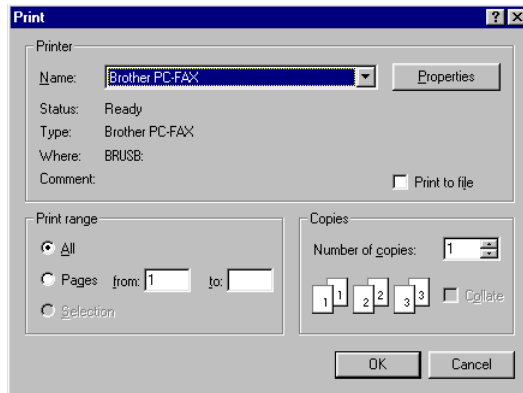 Print
Printer
Name: Brother PC-FAX Properties
Status: Ready
Type: Brother PC-FAX
Where: BRUSB:
Comment: Print to file
Print range
All
Pages from: 1 to:
Selection
Copies
Number of copies: 1
1 1 2 2 3 3 Collate
OK Cancel